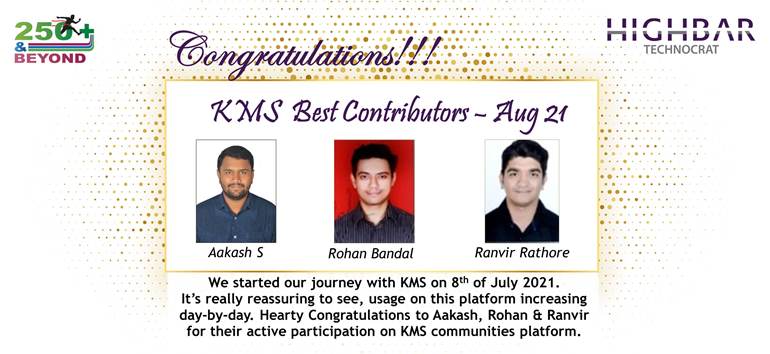 250+
& 
BEYOND
Congratulations!!!
HIGHBAR
TECHNOCRAT
KMS Best Contributors – Aug 21
Aakash S
Rohan Bandal
Ranvir Rathore
We started our journey with KMS on 8th of July 2021.
It's really reassuring to see, usage on this platform increasing
day-by-day. Hearty Congratulations to Aakash, Rohan & Ranvir
for their active participation on KMS communities platform.